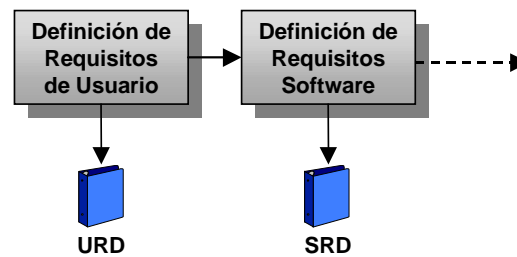 Definición de
Requisitos
de Usuario
Definición de
Requisitos
Software
URD
SRD